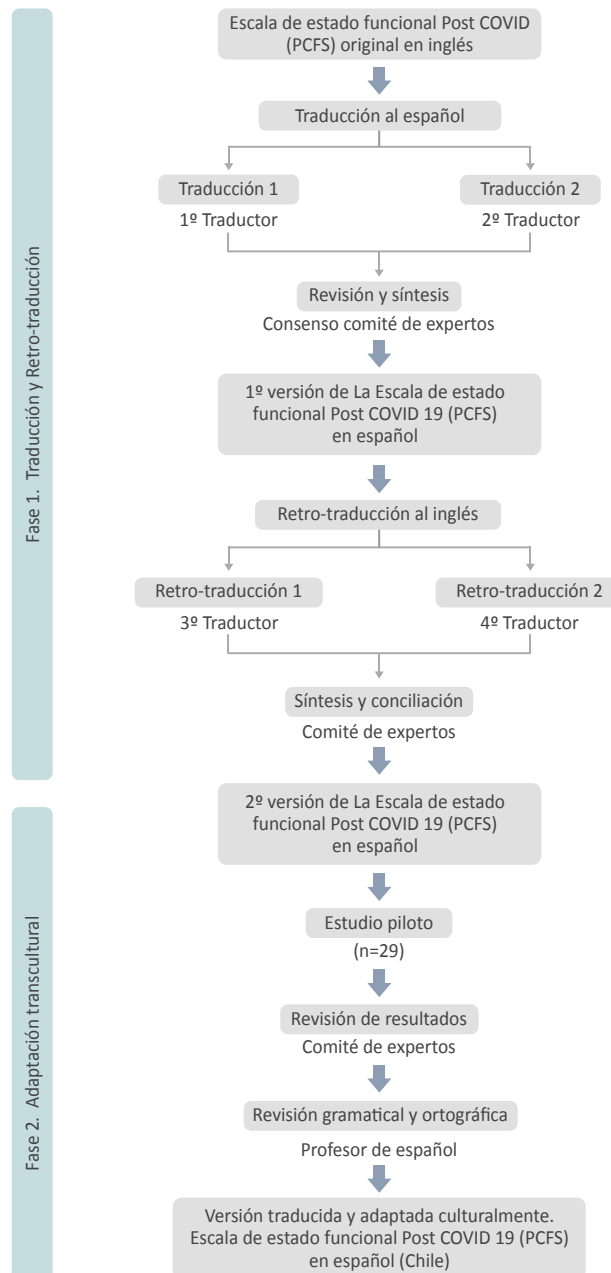 Escala de estado funcional Post COVID
(PCFS) original en inglés
Traducción al español
Traducción 1
Traducción 2
1º Traductor
2º Traductor
Revisión y síntesis
Consenso comité de expertos
1º versión de La Escala de estado
funcional Post COVID 19 (PCFS)
en español
Retro-traducción al inglés
Retro-traducción 1
Retro-traducción 2
3º Traductor
4º Traductor
Síntesis y conciliación
Comité de expertos
Fase 1. Traducción y Retro-traducción
2º versión de La Escala de estado
funcional Post COVID 19 (PCFS)
en español
Estudio piloto
(n=29)
Revisión de resultados
Comité de expertos
Revisión gramatical y ortográfica
Profesor de español
Versión traducida y adaptada culturalmente.
Escala de estado funcional Post COVID 19 (PCFS)
en español (Chile)
Fase 2. Adaptación transcultural